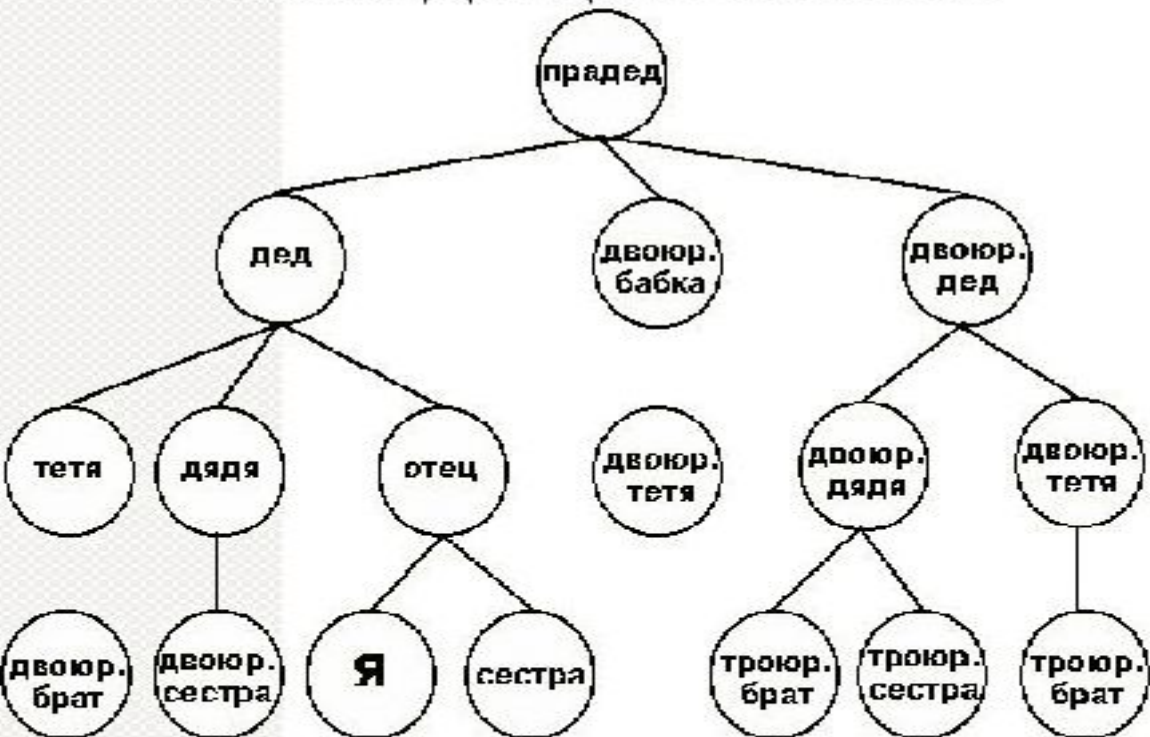 прадед
дед
двоюр.
бабка
двоюр.
дед
тетя
дядя
отец
двоюр.
тетя
двоюр.
дядя
двоюр.
тетя
двоюр.
брат
двоюр.
сестра
Я
сестра
троюр.
брат
троюр.
сестра
троюр.
брат